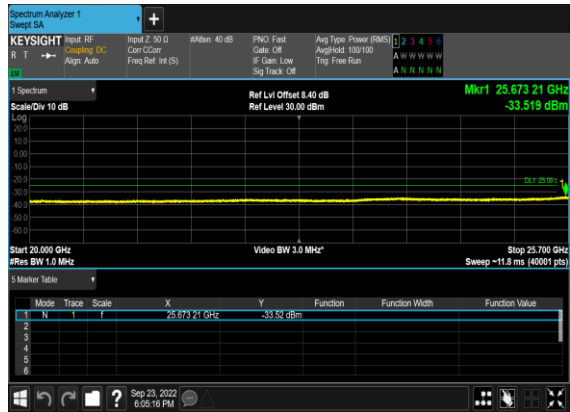 Spectrum Analyzer 1
Swept SA
KEYSIGHT Input: RF Input Z: 50 Ω #Atten: 40 dB PNO: Fast Avg Type: Power (RMS) 1 2 3 4 5 6
R T Coupling: DC Corr CCorr Gate: Off Avg|Hold: 100/100 A W W W W W
Align: Auto Freq Ref: Int (S) IF Gain: Low Trig: Free Run
Sig Track: Off A N N N N N
LU
1 Spectrum Ref Lvl Offset 8.40 dB Mkr1 25.673 21 GHz
Scale/Div 10 dB Ref Level 30.00 dBm -33.519 dBm
Log
20.0
10.0
0.00
-10.0
-20.0
DL1 -25.00 1
-30.0
-40.0
-50.0
-60.0
Start 20.000 GHz Video BW 3.0 MHz* Stop 25.700 GHz
#Res BW 1.0 MHz Sweep ~11.8 ms (40001 pts)
5 Marker Table
Mode Trace Scale X Y Function Function Width Function Value
1 N 1 f 25.673 21 GHz -33.52 dBm
2
3
4
5
6
Sep 23, 2022
6:05:16 PM